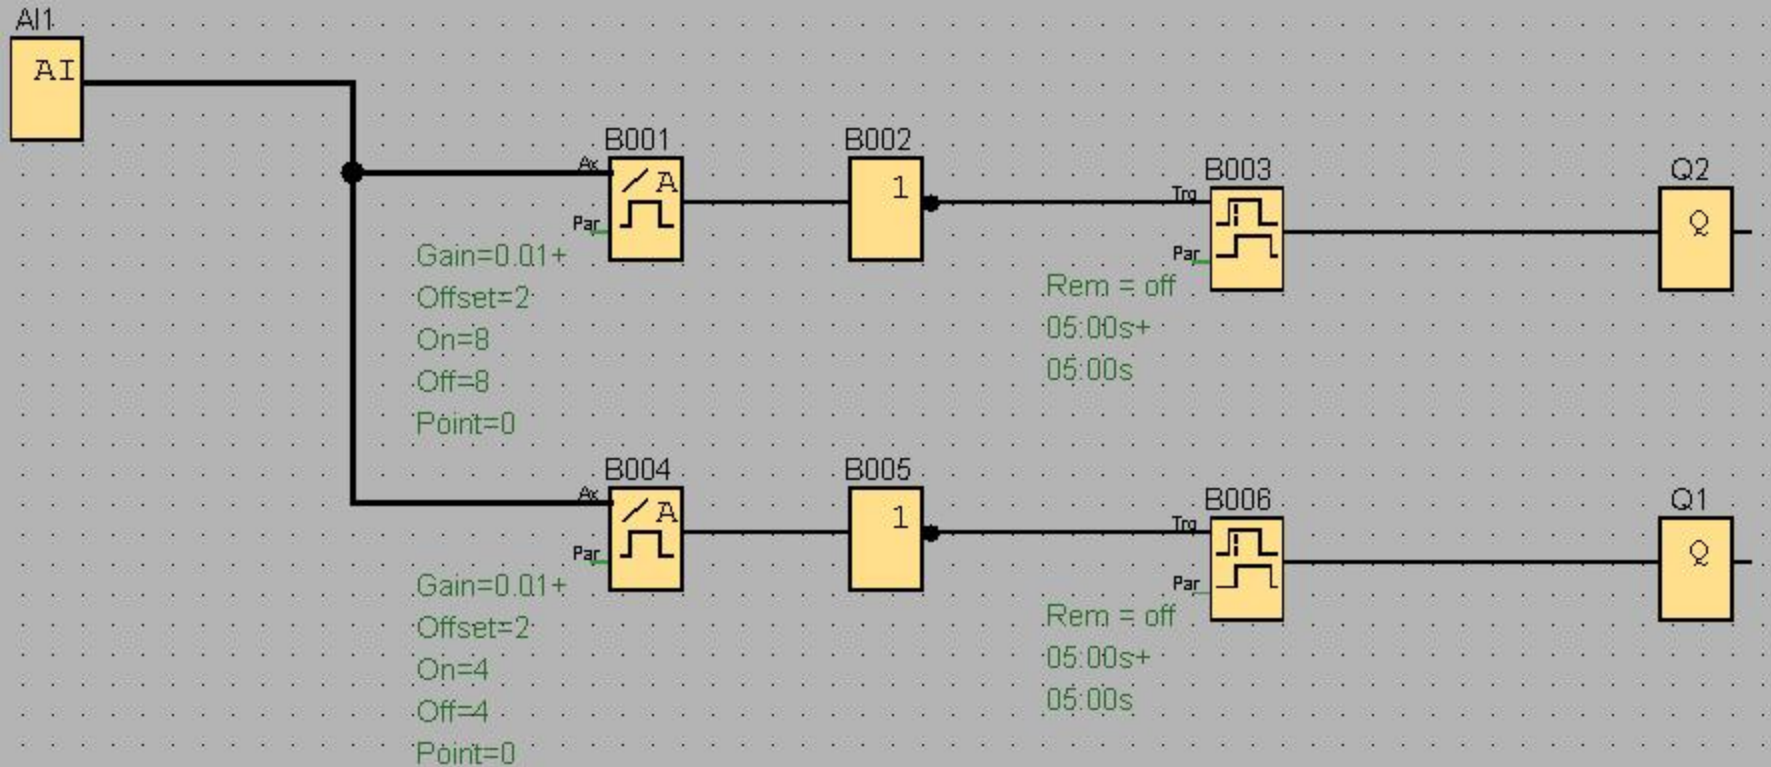 AI1
AI
B001
Ax
A
Par
Gain=0.01+
Offset=2
On=8
Off=8
Point=0
B002
1
B003
Trg
Par
Rem = off
05:00s+
05:00s
Q2
Q
B004
Ax
A
Par
Gain=0.01+
Offset=2
On=4
Off=4
Point=0
B005
1
B006
Trg
Par
Rem = off
05:00s+
05:00s
Q1
Q